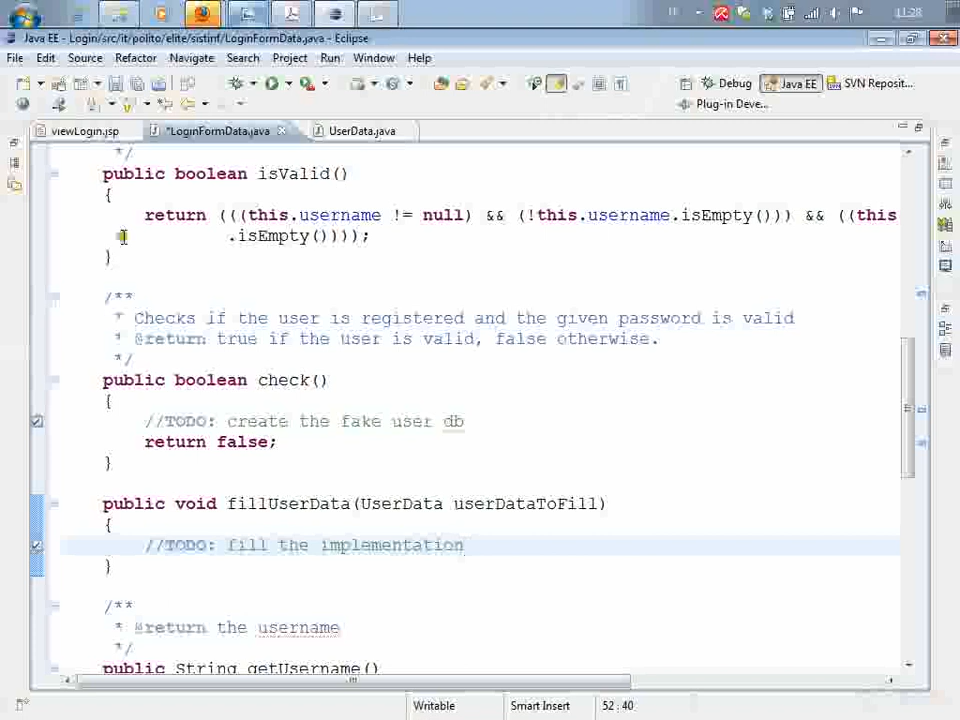 11:28
Java EE - Login/src/it/polito/elite/sistinf/LoginFormData.java - Eclipse
File Edit Source Refactor Navigate Search Project Run Window Help
Debug Java EE SVN Reposit...
Plug-in Deve...
viewLogin.jsp *LoginFormData.java UserData.java
*/
public boolean isValid()
{
return (((this.username != null) && (!this.username.isEmpty())) && ((this
.isEmpty())));
}
/**
* Checks if the user is registered and the given password is valid
* @return true if the user is valid, false otherwise.
*/
public boolean check()
{
//TODO: create the fake user db
return false;
}
public void fillUserData(UserData userDataToFill)
{
//TODO: fill the implementation
}
/**
* @return the username
*/
public String getUsername()
Writable Smart Insert 52 : 40